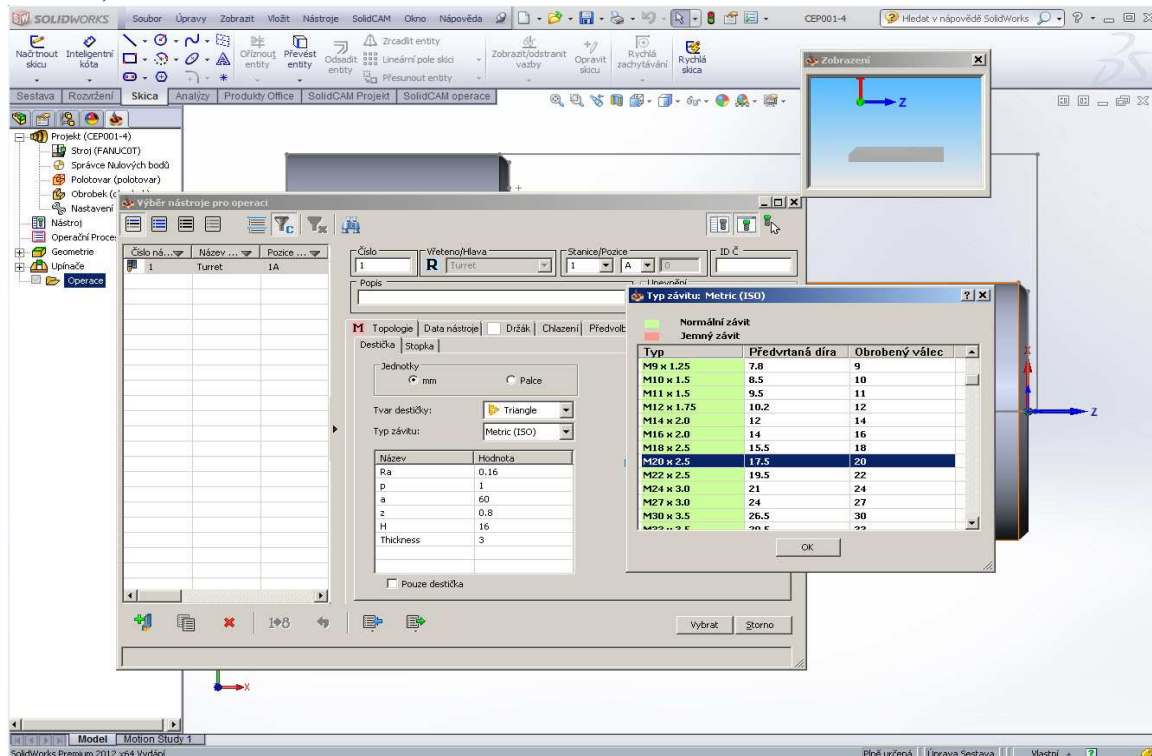 SOLIDWORKS Soubor Úpravy Zobrazit Vložit Nástroje SolidCAM Okno Nápověda CEP001-4 Hledat v nápovědě SolidWorks
Načrtnout skicu
Inteligentní kóta
Oříznout entity
Převést entity
Odsadit entity
Zrcadlit entity
Lineární pole skici
Přesunout entity
Zobrazit/odstranit vazby
Opravit skicu
Rychlá zachytávání
Rychlá skica
Sestava Rozvržení Skica Analýzy Produkty Office SolidCAM Projekt SolidCAM operace
Zobrazení
Z
Projekt (CEP001-4)
Stroj (FANUC0T)
Správce Nulových bodů
Polotovar (polotovar)
Obrobek
Nastavení
Nástroj
Operační Proce
Geometrie
Upínače
Operace
Výběr nástroje pro operaci
Číslo ná... Název ... Pozice ...
1 Turret 1A
Číslo
1
Vřeteno/Hlava
R Turret
Stanice/Pozice
1 A 0
ID Č
Popis
Upevnění
M Topologie Data nástroje Držák Chlazení Předvolb
Destička Stopka
Jednotky
mm Palce
Tvar destičky: Triangle
Typ závitu: Metric (ISO)
Název Hodnota
Ra 0.16
p 1
a 60
z 0.8
H 16
Thickness 3
Pouze destička
Vybrat Storno
Typ závitu: Metric (ISO)
Normální závit
Jemný závit
Typ Předvrtaná díra Obrobený válec
M9 x 1.25 7.8 9
M10 x 1.5 8.5 10
M11 x 1.5 9.5 11
M12 x 1.75 10.2 12
M14 x 2.0 12 14
M16 x 2.0 14 16
M18 x 2.5 15.5 18
M20 x 2.5 17.5 20
M22 x 2.5 19.5 22
M24 x 3.0 21 24
M27 x 3.0 24 27
M30 x 3.5 26.5 30
OK
X
Z
X
Model Motion Study 1
SolidWorks Premium 2012 x64 Vydání Plně určená Úprava Sestava Vlastní